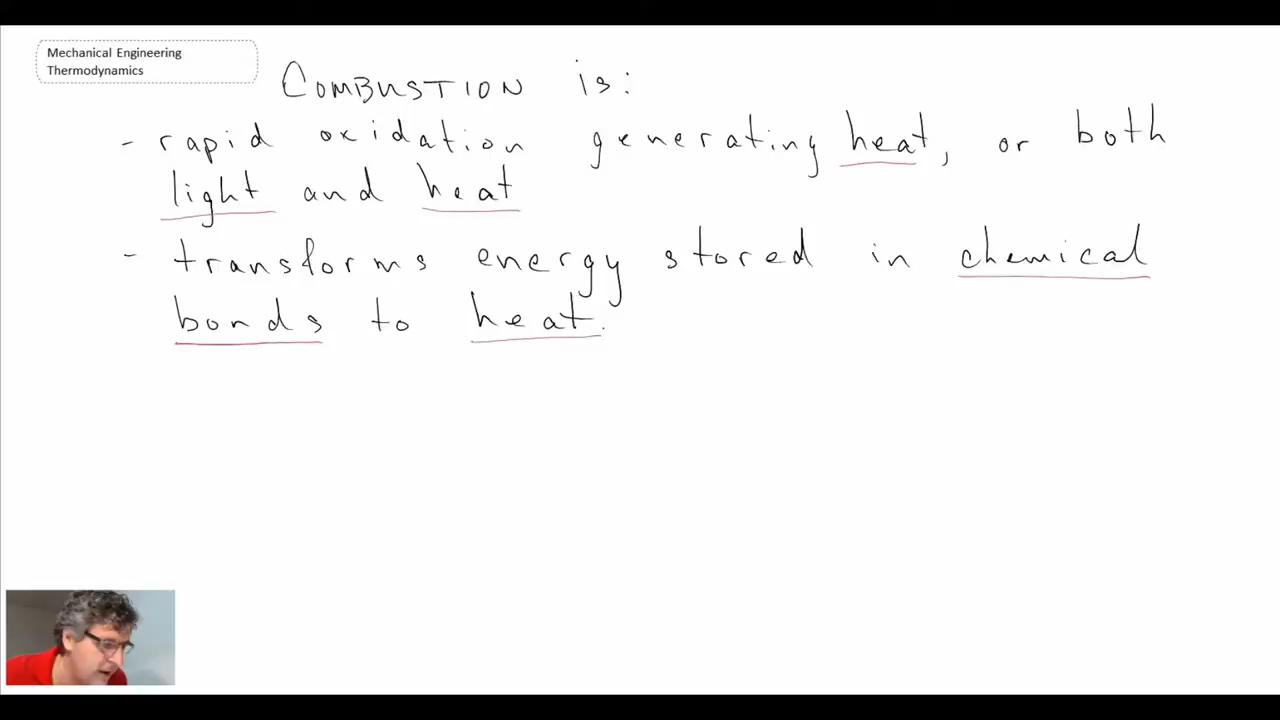 Mechanical Engineering
Thermodynamics
COMBUSTION is:
- rapid oxidation generating heat, or both
light and heat
- transforms energy stored in chemical
bonds to heat.